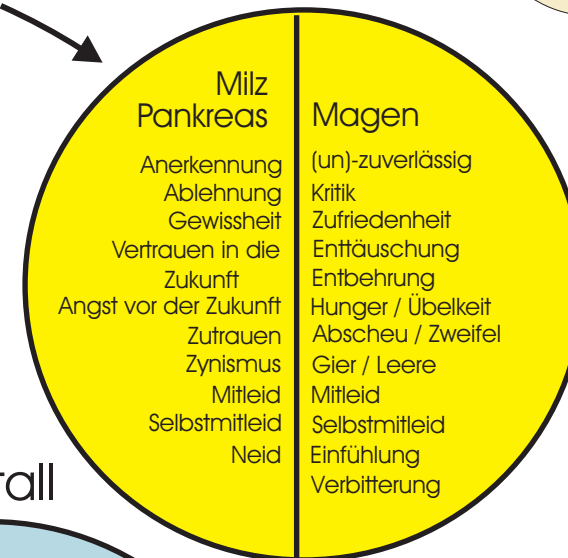 Milz
Pankreas
Anerkennung
Ablehnung
Gewissheit
Vertrauen in die
Zukunft
Angst vor der Zukunft
Zutrauen
Zynismus
Mitleid
Selbstmitleid
Neid
Magen
(un)-zuverlässig
Kritik
Zufriedenheit
Enttäuschung
Entbehrung
Hunger / Übelkeit
Abscheu / Zweifel
Gier / Leere
Mitleid
Selbstmitleid
Einfühlung
Verbitterung